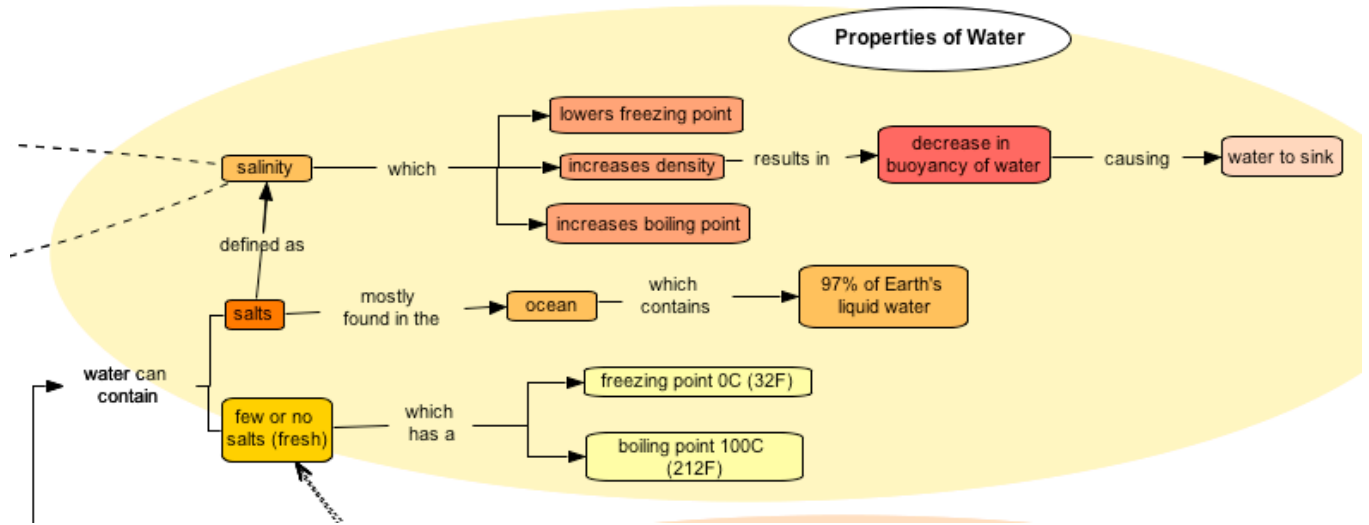 Properties of Water
lowers freezing point
salinity
which
increases density
results in
decrease in
buoyancy of water
causing
water to sink
increases boiling point
defined as
salts
mostly
found in the
ocean
which
contains
97% of Earth's
liquid water
water can
contain
few or no
salts (fresh)
which
has a
freezing point 0C (32F)
boiling point 100C
(212F)